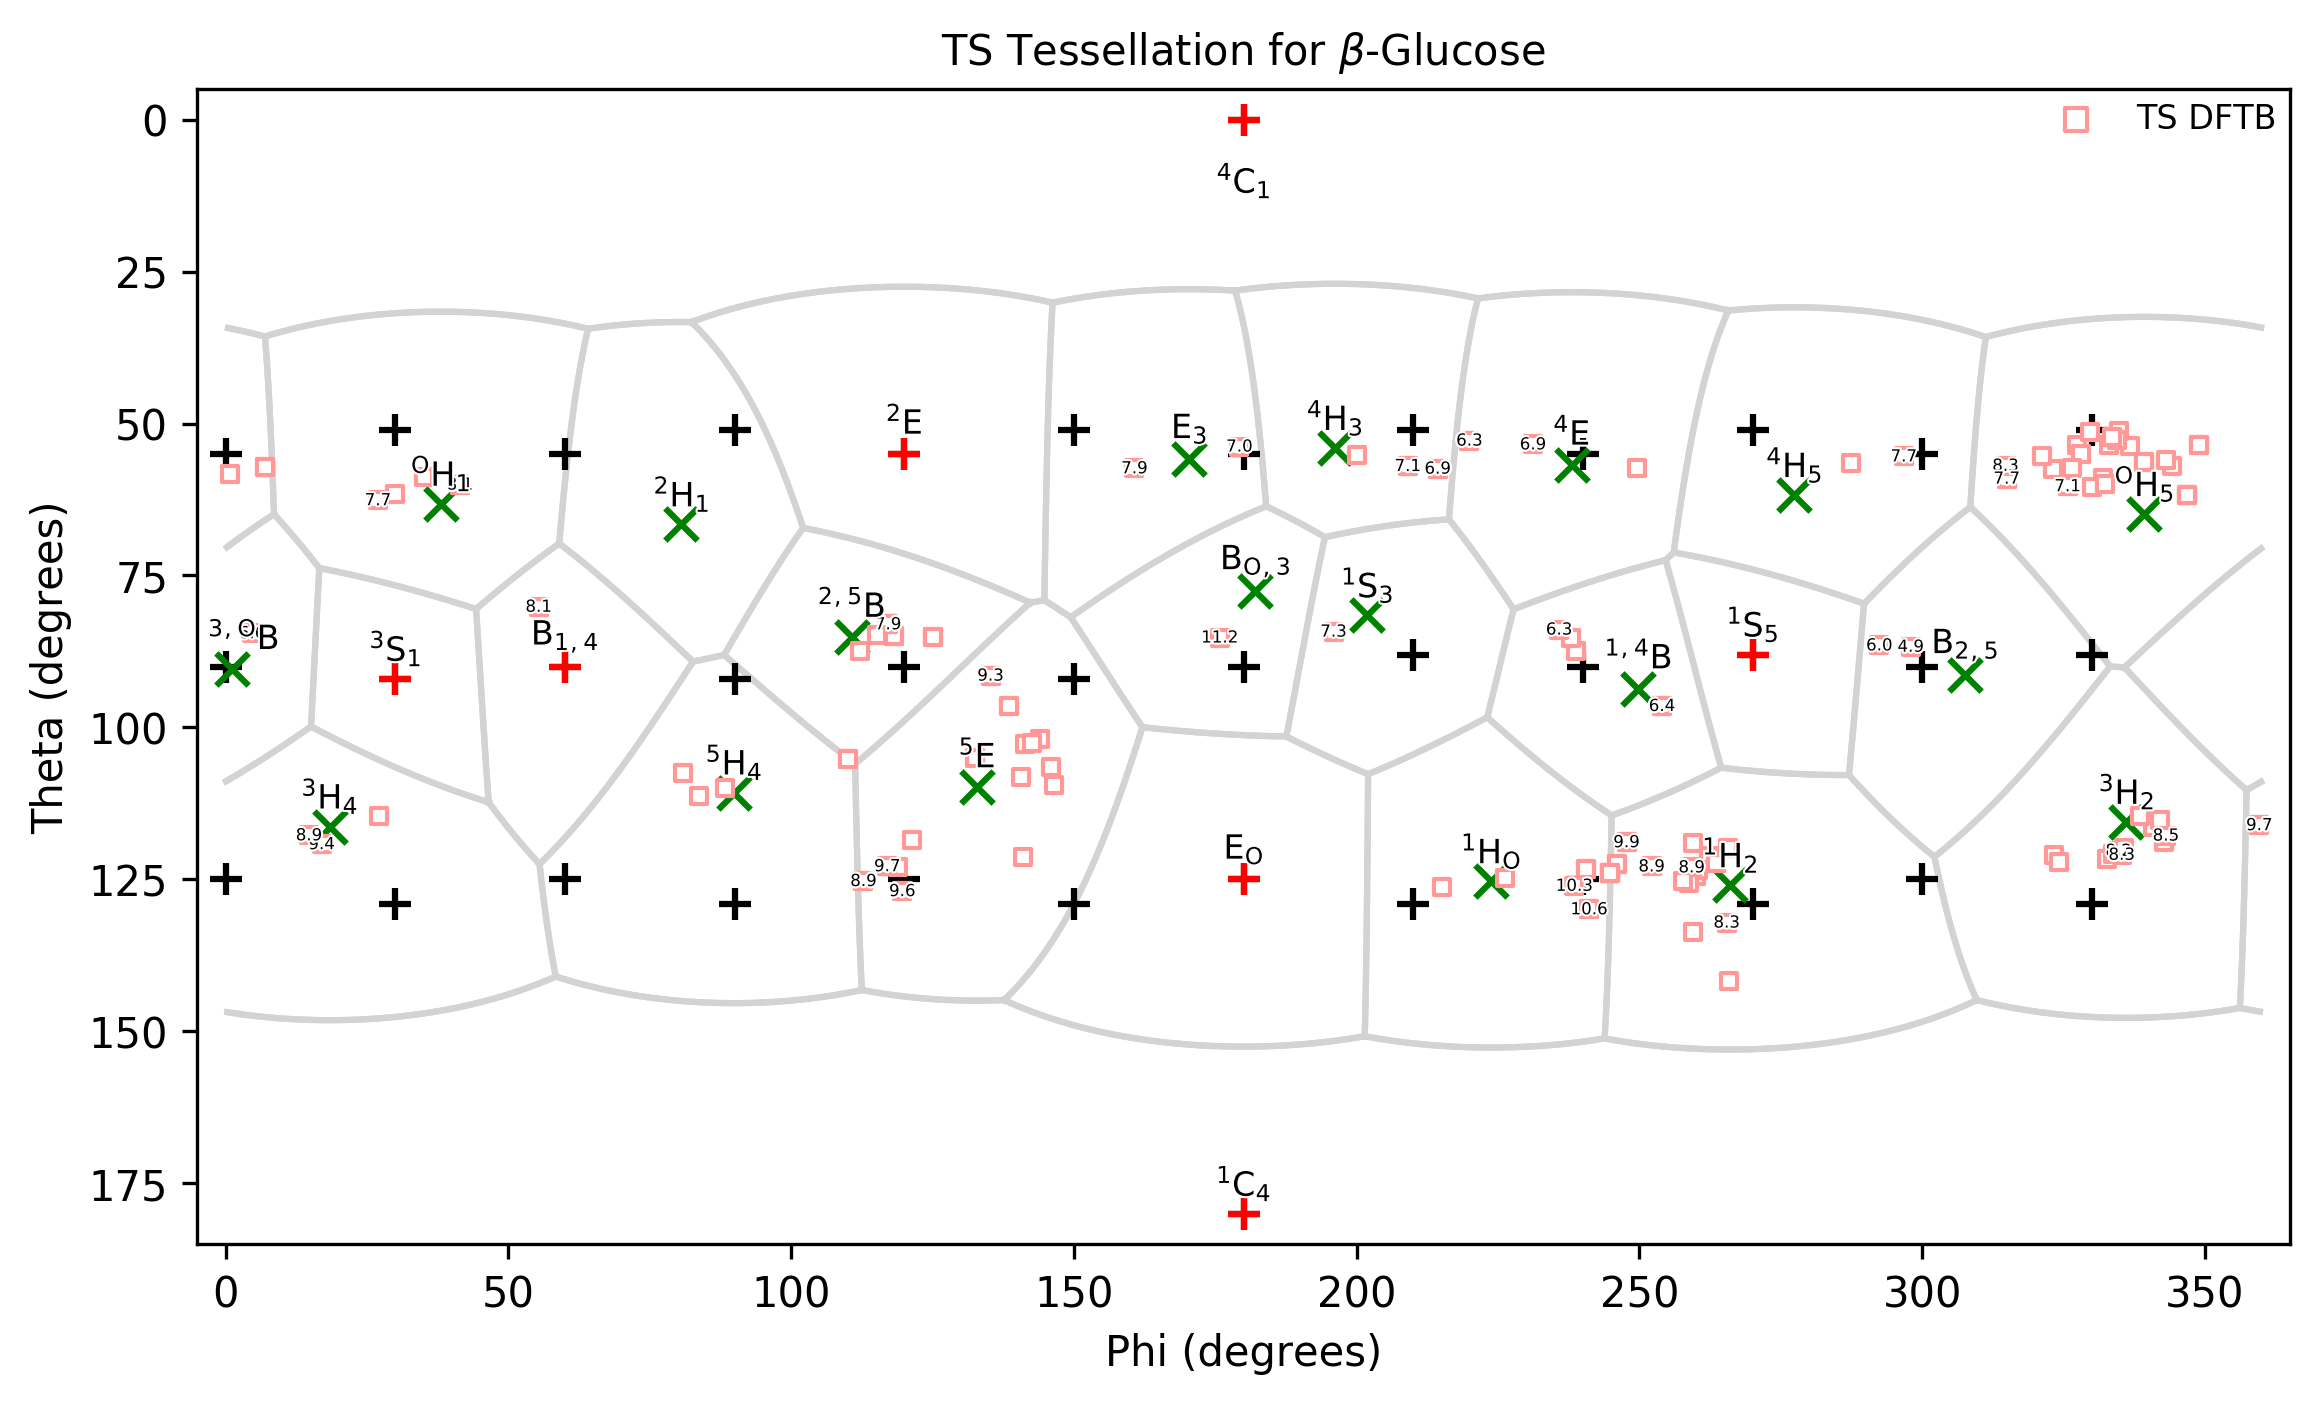 TS Tessellation for β-Glucose
TS DFTB
⁴C₁
0
25
50
75
100
125
150
175
Theta (degrees)
²E
E₃
⁴H₃
⁴E
⁴H₅
ᴼH₁
²H₁
ᴼH₅
7.7
7.9
7.0
7.1
6.9
6.3
6.9
7.7
8.3
7.7
7.1
³,ᴼB
³S₁
B₁,₄
²,⁵B
B_O,₃
¹S₃
¹,⁴B
¹S₅
B₂,₅
8.1
7.9
11.2
7.3
6.3
6.4
6.0
4.9
9.3
³H₄
⁵H₄
⁵E
E_O
¹H_O
¹H₂
³H₂
8.9
9.4
9.7
8.9
9.6
10.3
10.6
9.9
8.9
8.9
8.3
8.5
8.3
9.7
¹C₄
0
50
100
150
200
250
300
350
Phi (degrees)